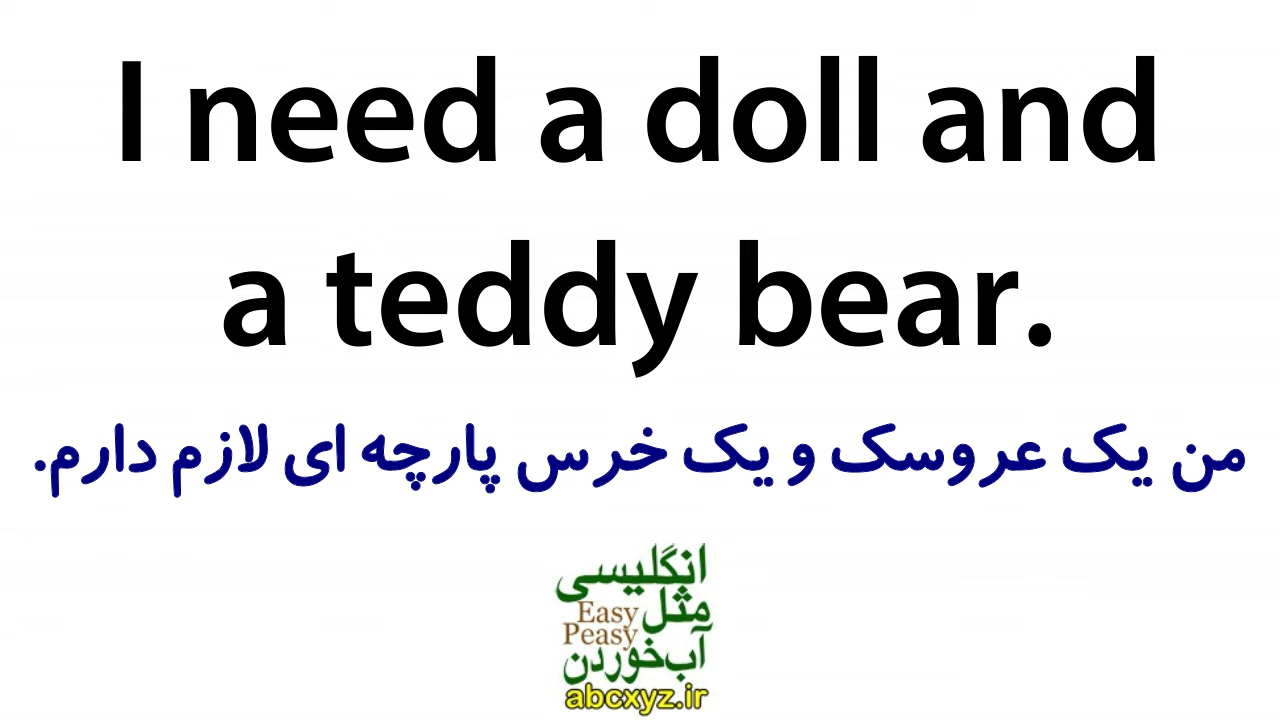 I need a doll and
a teddy bear.
من یک عروسک و یک خرس پارچه ای لازم دارم.
انگلیسی
مثل
Easy
Peasy
آب‌خوردن
abcxyz.ir